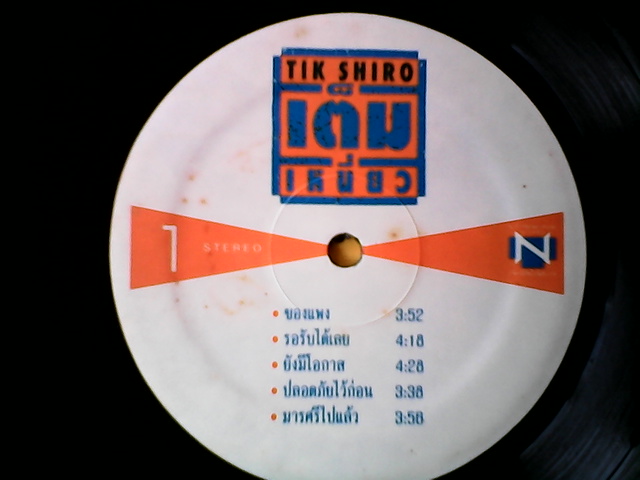 TIK SHIRO
เต็ม
เหนี่ยว
1
STEREO
N
ของแพง 3:52
รอรับได้เลย 4:18
ยังมีโอกาส 4:28
ปลอดภัยไว้ก่อน 3:38
มารศรีไปแล้ว 3:58